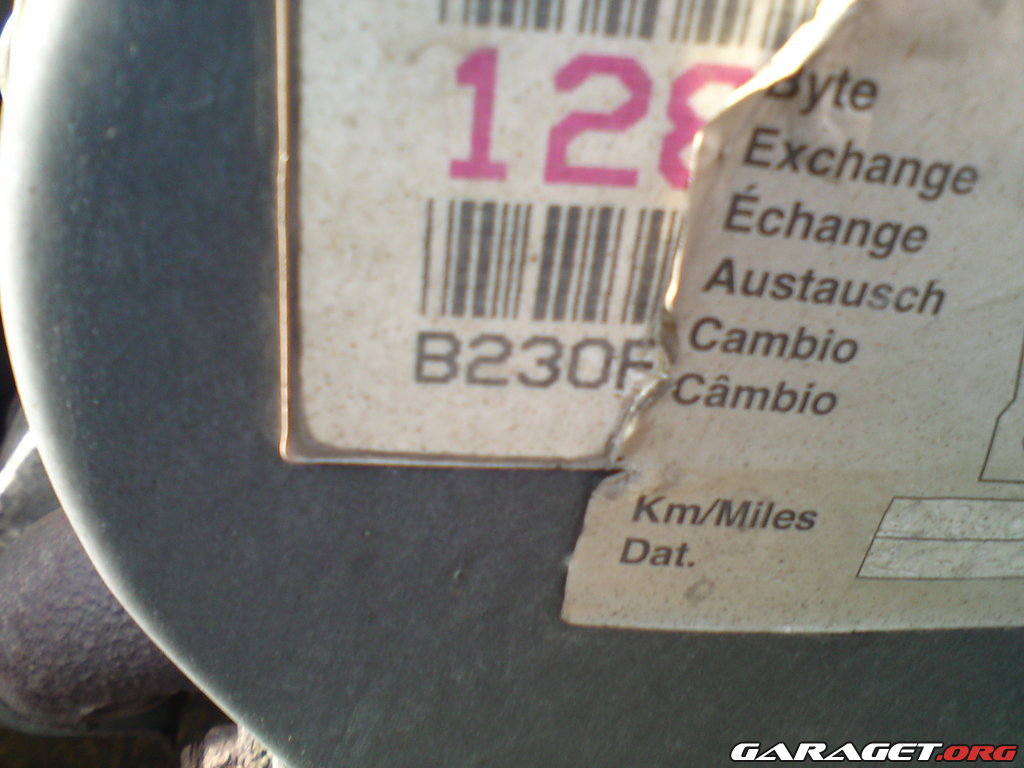 128
B230F
Byte
Exchange
Échange
Austausch
Cambio
Câmbio
Km/Miles
Dat.
GARAGET.ORG